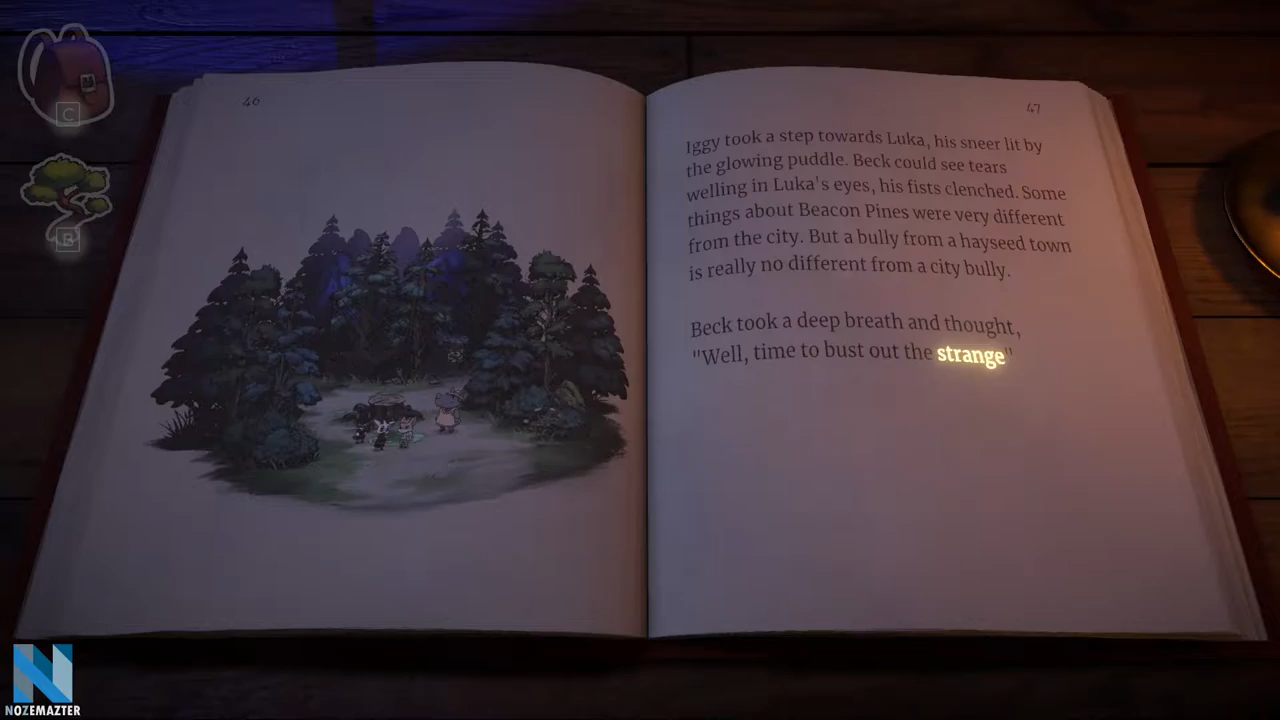 C
B
46
47
Iggy took a step towards Luka, his sneer lit by
the glowing puddle. Beck could see tears
welling in Luka's eyes, his fists clenched. Some
things about Beacon Pines were very different
from the city. But a bully from a hayseed town
is really no different from a city bully.
Beck took a deep breath and thought,
"Well, time to bust out the strange"
N
NOZEMAZTER